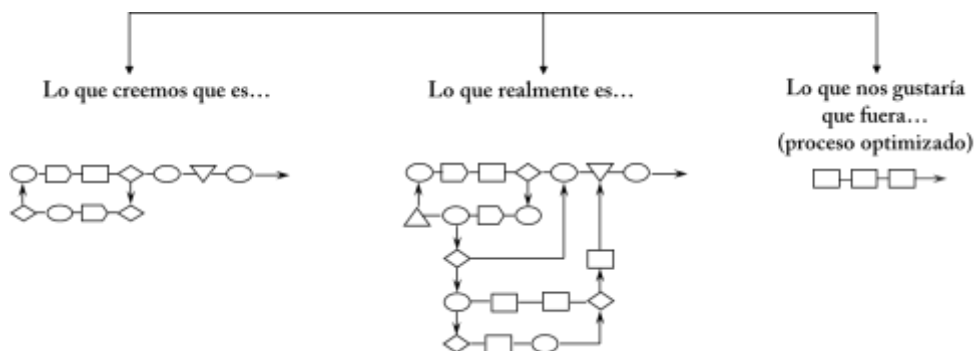 Lo que creemos que es...
Lo que realmente es...
Lo que nos gustaría
que fuera...
(proceso optimizado)